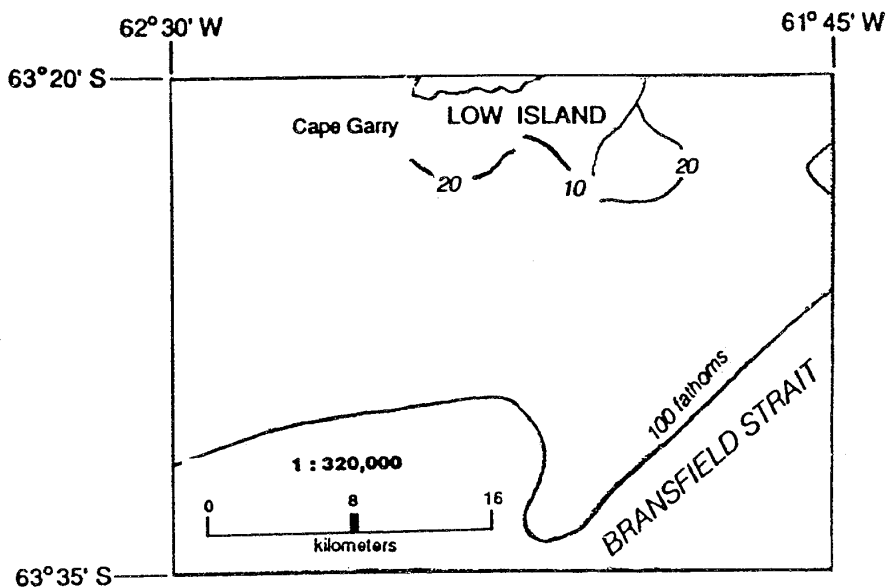 62° 30' W
61° 45' W
63° 20' S
LOW ISLAND
Cape Garry
20
10
20
100 fathoms
BRANSFIELD STRAIT
1 : 320,000
0
8
16
kilometers
63° 35' S